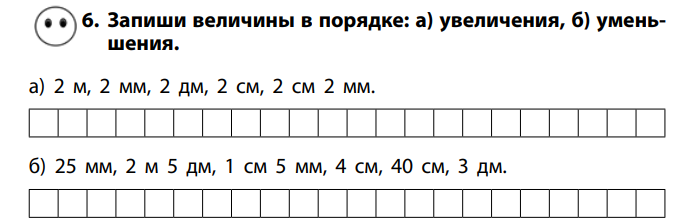 6. Запиши величины в порядке: а) увеличения, б) умень-
шения.
а) 2 м, 2 мм, 2 дм, 2 см, 2 см 2 мм.
б) 25 мм, 2 м 5 дм, 1 см 5 мм, 4 см, 40 см, 3 дм.